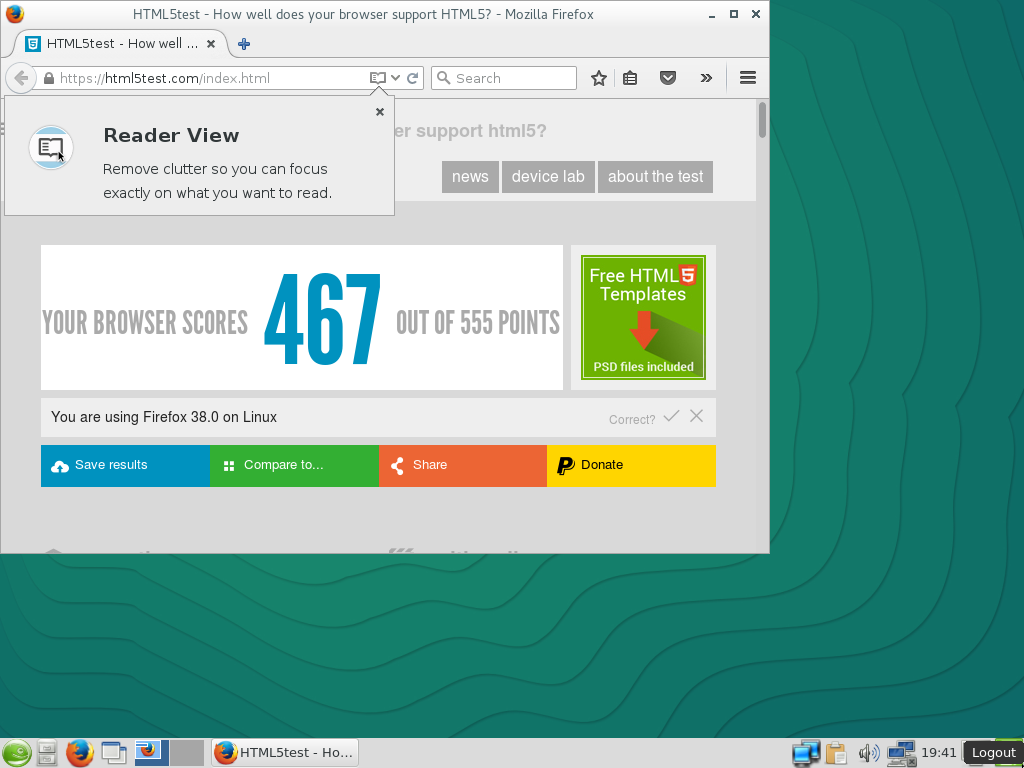 HTML5test - How well does your browser support HTML5? - Mozilla Firefox
HTML5test - How well ...
https://html5test.com/index.html
Search
Reader View
Remove clutter so you can focus
exactly on what you want to read.
er support html5?
news
device lab
about the test
YOUR BROWSER SCORES 467 OUT OF 555 POINTS
Free HTML5
Templates
PSD files included
You are using Firefox 38.0 on Linux
Correct?
Save results
Compare to...
Share
Donate
HTML5test - Ho...
19:41
Logout